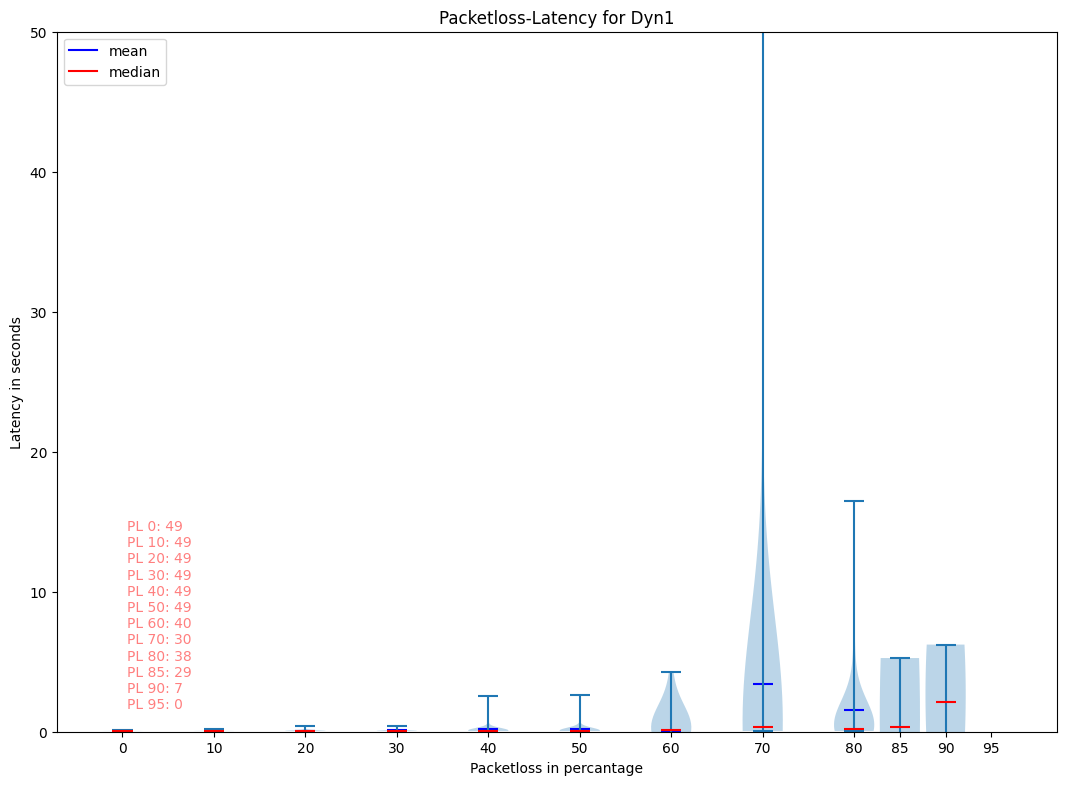 Packetloss-Latency for Dyn1
mean
median
50
40
30
20
10
0
Latency in seconds
PL 0: 49
PL 10: 49
PL 20: 49
PL 30: 49
PL 40: 49
PL 50: 49
PL 60: 40
PL 70: 30
PL 80: 38
PL 85: 29
PL 90: 7
PL 95: 0
0 10 20 30 40 50 60 70 80 85 90 95
Packetloss in percantage